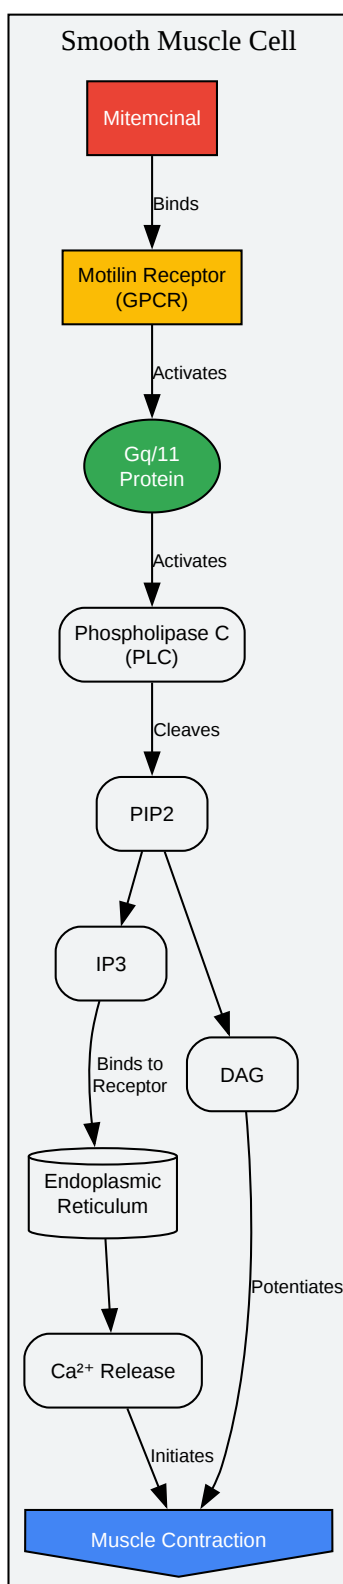 Smooth Muscle Cell
Mitemcinal
Binds
Motilin Receptor
(GPCR)
Activates
Gq/11
Protein
Activates
Phospholipase C
(PLC)
Cleaves
PIP2
IP3
DAG
Binds to
Receptor
Endoplasmic
Reticulum
Potentiates
Ca²⁺ Release
Initiates
Muscle Contraction